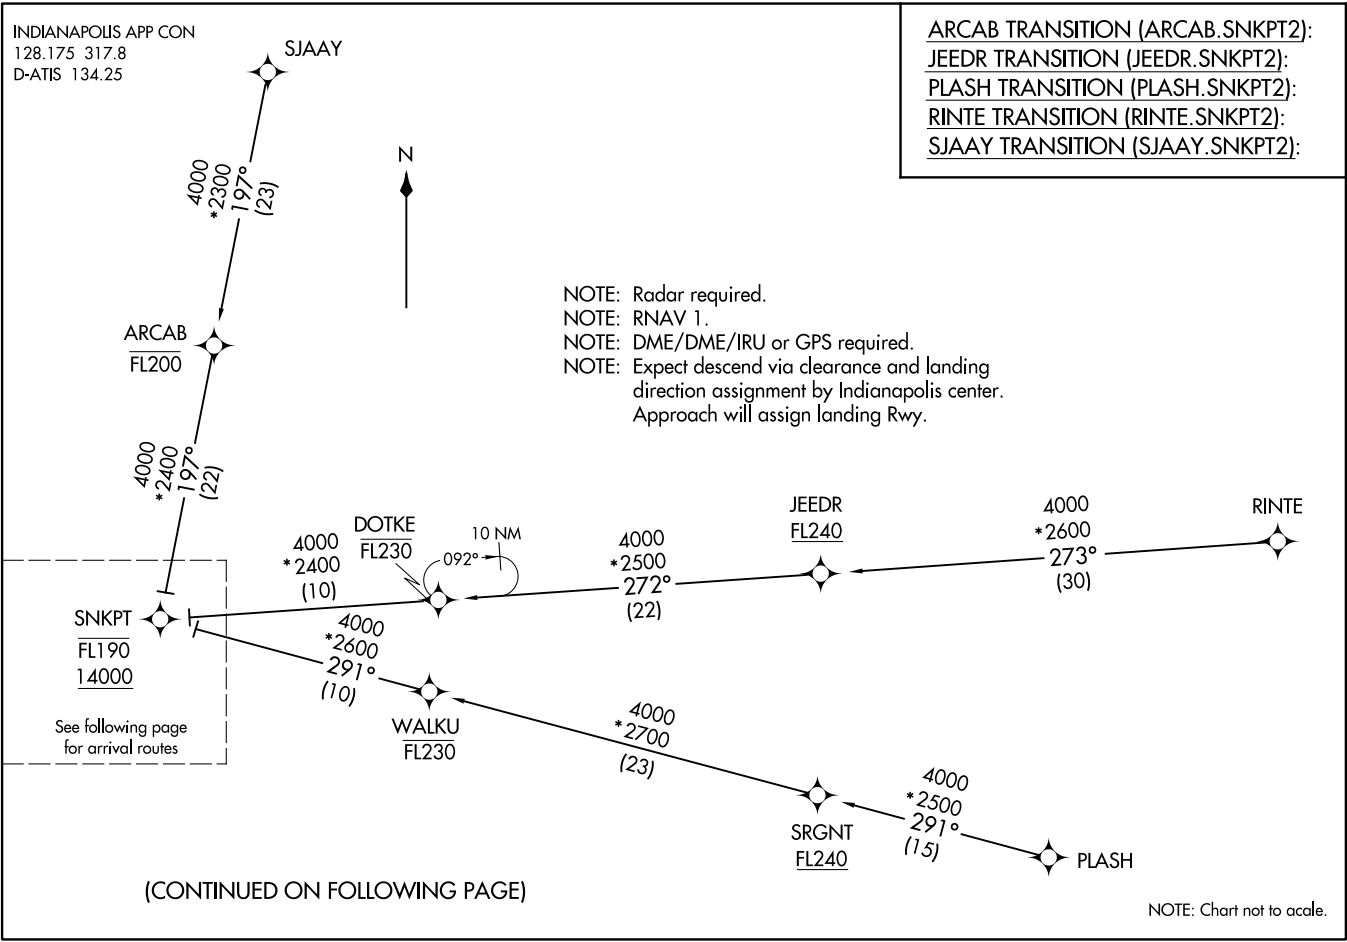 INDIANAPOLIS APP CON
128.175 317.8
D-ATIS 134.25
ARCAB TRANSITION (ARCAB.SNKPT2):
JEEDR TRANSITION (JEEDR.SNKPT2):
PLASH TRANSITION (PLASH.SNKPT2):
RINTE TRANSITION (RINTE.SNKPT2):
SJAAY TRANSITION (SJAAY.SNKPT2):
SJAAY
4000
*2300
197°
(23)
N
ARCAB
FL200
NOTE: Radar required.
NOTE: RNAV 1.
NOTE: DME/DME/IRU or GPS required.
NOTE: Expect descend via clearance and landing
direction assignment by Indianapolis center.
Approach will assign landing Rwy.
4000
*2400
197°
(22)
DOTKE
FL230
092°
10 NM
4000
*2400
(10)
4000
*2500
272°
(22)
JEEDR
FL240
4000
*2600
273°
(30)
RINTE
SNKPT
FL190
14000
See following page
for arrival routes
4000
*2600
291°
(10)
WALKU
FL230
4000
*2700
(23)
SRGNT
FL240
4000
*2500
291°
(15)
PLASH
(CONTINUED ON FOLLOWING PAGE)
NOTE: Chart not to acale.